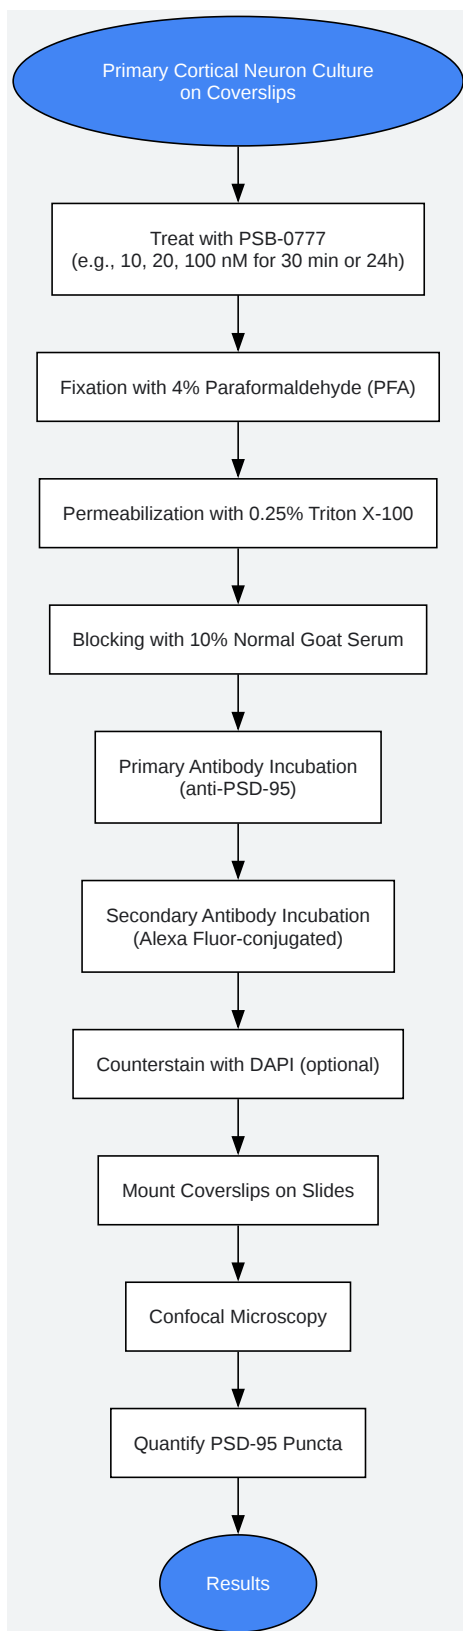 Primary Cortical Neuron Culture
on Coverslips
Treat with PSB-0777
(e.g., 10, 20, 100 nM for 30 min or 24h)
Fixation with 4% Paraformaldehyde (PFA)
Permeabilization with 0.25% Triton X-100
Blocking with 10% Normal Goat Serum
Primary Antibody Incubation
(anti-PSD-95)
Secondary Antibody Incubation
(Alexa Fluor-conjugated)
Counterstain with DAPI (optional)
Mount Coverslips on Slides
Confocal Microscopy
Quantify PSD-95 Puncta
Results